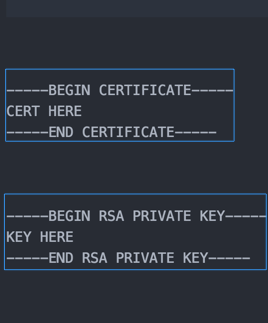 -----BEGIN CERTIFICATE-----
CERT HERE
-----END CERTIFICATE-----
-----BEGIN RSA PRIVATE KEY-----
KEY HERE
-----END RSA PRIVATE KEY-----